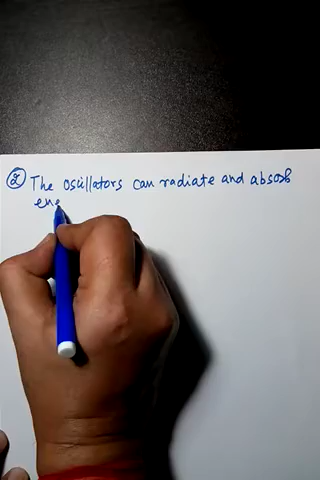 ② The oscillators can radiate and absorb
ene